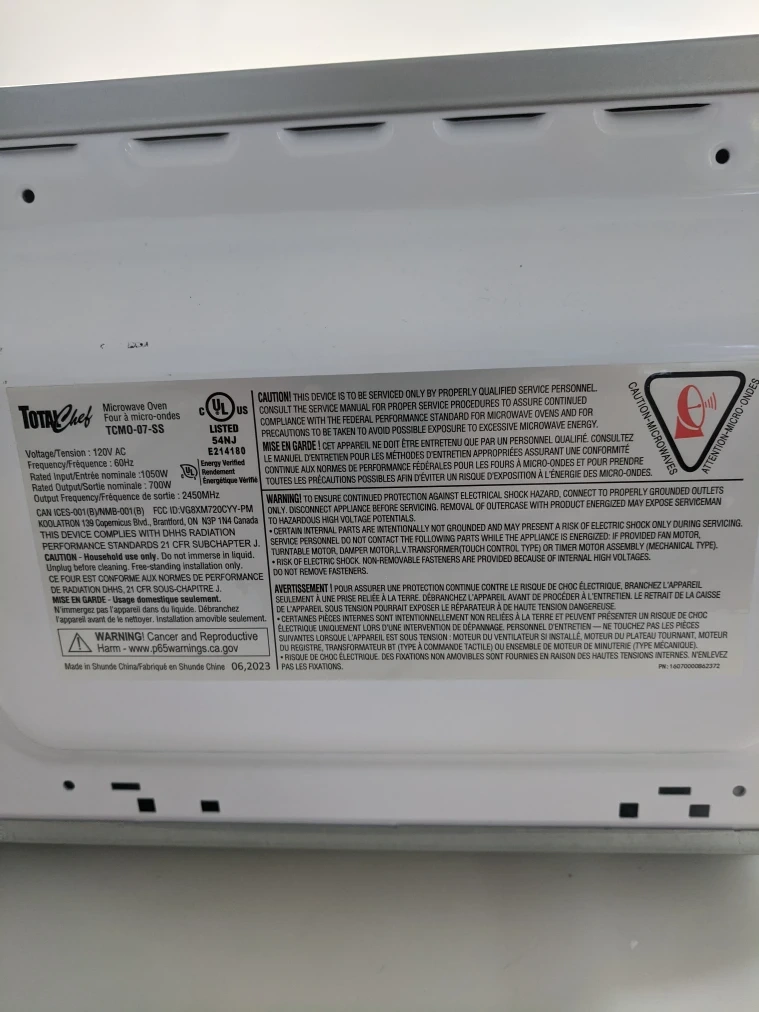 TOTAL Chef
Microwave Oven
Four à micro-ondes
TCMO-07-SS
Voltage/Tension : 120V AC
Frequency/Fréquence : 60Hz
Rated Input/Entrée nominale : 1050W
Rated Output/Sortie nominale : 700W
Output Frequency/Fréquence de sortie : 2450MHz
C UL US
LISTED
54NJ
E214180
UL
Energy Verified
Rendement
Énergétique Vérifié
CAN ICES-001(B)/NMB-001(B) FCC ID:VG8XM720CYY-PM
KOOLATRON 139 Copernicus Blvd., Brantford, ON N3P 1N4 Canada
THIS DEVICE COMPLIES WITH DHHS RADIATION
PERFORMANCE STANDARDS 21 CFR SUBCHAPTER J.
CAUTION - Household use only. Do not immerse in liquid.
Unplug before cleaning. Free-standing installation only.
CE FOUR EST CONFORME AUX NORMES DE PERFORMANCE
DE RADIATION DHHS, 21 CFR SOUS-CHAPITRE J.
MISE EN GARDE - Usage domestique seulement.
N'immergez pas l'appareil dans du liquide. Débranchez
l'appareil avant de le nettoyer. Installation amovible seulement.
WARNING! Cancer and Reproductive
Harm - www.p65warnings.ca.gov
Made in Shunde China/Fabriqué en Shunde Chine 06,2023
CAUTION! THIS DEVICE IS TO BE SERVICED ONLY BY PROPERLY QUALIFIED SERVICE PERSONNEL.
CONSULT THE SERVICE MANUAL FOR PROPER SERVICE PROCEDURES TO ASSURE CONTINUED
COMPLIANCE WITH THE FEDERAL PERFORMANCE STANDARD FOR MICROWAVE OVENS AND FOR
PRECAUTIONS TO BE TAKEN TO AVOID POSSIBLE EXPOSURE TO EXCESSIVE MICROWAVE ENERGY.
MISE EN GARDE ! CET APPAREIL NE DOIT ÊTRE ENTRETENU QUE PAR UN PERSONNEL QUALIFIÉ. CONSULTEZ
LE MANUEL D'ENTRETIEN POUR LES MÉTHODES D'ENTRETIEN APPROPRIÉES ASSURANT UNE CONFORMITÉ
CONTINUE AUX NORMES DE PERFORMANCE FÉDÉRALES POUR LES FOURS À MICRO-ONDES ET POUR PRENDRE
TOUTES LES PRÉCAUTIONS POSSIBLES AFIN D'ÉVITER UN RISQUE D'EXPOSITION À L'ÉNERGIE DES MICRO-ONDES.
CAUTION-MICROWAVES
ATTENTION-MICRO-ONDES
WARNING! TO ENSURE CONTINUED PROTECTION AGAINST ELECTRICAL SHOCK HAZARD, CONNECT TO PROPERLY GROUNDED OUTLETS
ONLY. DISCONNECT APPLIANCE BEFORE SERVICING. REMOVAL OF OUTERCASE WITH PRODUCT ENERGIZED MAY EXPOSE SERVICEMAN
TO HAZARDOUS HIGH VOLTAGE POTENTIALS.
• CERTAIN INTERNAL PARTS ARE INTENTIONALLY NOT GROUNDED AND MAY PRESENT A RISK OF ELECTRIC SHOCK ONLY DURING SERVICING.
SERVICE PERSONNEL DO NOT CONTACT THE FOLLOWING PARTS WHILE THE APPLIANCE IS ENERGIZED: IF PROVIDED FAN MOTOR,
TURNTABLE MOTOR, DAMPER MOTOR,L.V.TRANSFORMER(TOUCH CONTROL TYPE) OR TIMER MOTOR ASSEMBLY (MECHANICAL TYPE).
• RISK OF ELECTRIC SHOCK. NON-REMOVABLE FASTENERS ARE PROVIDED BECAUSE OF INTERNAL HIGH VOLTAGES.
DO NOT REMOVE FASTENERS.
AVERTISSEMENT ! POUR ASSURER UNE PROTECTION CONTINUE CONTRE LE RISQUE DE CHOC ÉLECTRIQUE, BRANCHEZ L'APPAREIL
SEULEMENT À UNE PRISE RELIÉE À LA TERRE. DÉBRANCHEZ L'APPAREIL AVANT DE PROCÉDER À L'ENTRETIEN. LE RETRAIT DE LA CAISSE
DE L'APPAREIL SOUS TENSION POURRAIT EXPOSER LE RÉPARATEUR À DE HAUTE TENSION DANGEREUSE.
• CERTAINES PIÈCES INTERNES SONT INTENTIONNELLEMENT NON RELIÉES À LA TERRE ET PEUVENT PRÉSENTER UN RISQUE DE CHOC
ÉLECTRIQUE UNIQUEMENT LORS D'UNE INTERVENTION DE DÉPANNAGE. PERSONNEL D'ENTRETIEN — NE TOUCHEZ PAS LES PIÈCES
SUIVANTES LORSQUE L'APPAREIL EST SOUS TENSION : MOTEUR DU VENTILATEUR SI INSTALLÉ, MOTEUR DU PLATEAU TOURNANT, MOTEUR
DU REGISTRE, TRANSFORMATEUR BT (TYPE À COMMANDE TACTILE) OU ENSEMBLE DE MOTEUR DE MINUTERIE (TYPE MÉCANIQUE).
• RISQUE DE CHOC ÉLECTRIQUE. DES FIXATIONS NON AMOVIBLES SONT FOURNIES EN RAISON DES HAUTES TENSIONS INTERNES. N'ENLEVEZ
PAS LES FIXATIONS.
PN: 16070000862372